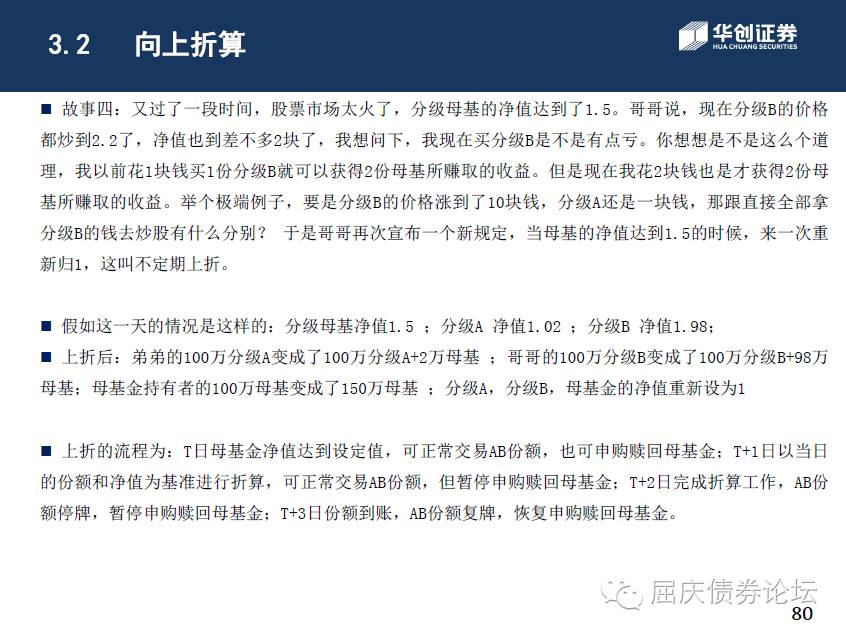 3.2 向上折算
华创证券
HUA CHUANG SECURITIES
■ 故事四：又过了一段时间，股票市场太火了，分级母基的净值达到了1.5。哥哥说，现在分级B的价格
都炒到2.2了，净值也到差不多2块了，我想问下，我现在买分级B是不是有点亏。你想想是不是这么个道
理，我以前花1块钱买1份分级B就可以获得2份母基所赚取的收益。但是现在我花2块钱也是才获得2份母
基所赚取的收益。举个极端例子，要是分级B的价格涨到了10块钱，分级A还是一块钱，那跟直接全部拿
分级B的钱去炒股有什么分别？ 于是哥哥再次宣布一个新规定，当母基的净值达到1.5的时候，来一次重
新归1，这叫不定期上折。
■ 假如这一天的情况是这样的：分级母基净值1.5 ；分级A 净值1.02 ；分级B 净值1.98；
■ 上折后：弟弟的100万分级A变成了100万分级A+2万母基 ；哥哥的100万分级B变成了100万分级B+98万
母基；母基金持有者的100万母基变成了150万母基 ；分级A，分级B，母基金的净值重新设为1
■ 上折的流程为：T日母基金净值达到设定值，可正常交易AB份额，也可申购赎回母基金；T+1日以当日
的份额和净值为基准进行折算，可正常交易AB份额，但暂停申购赎回母基金；T+2日完成折算工作，AB份
额停牌，暂停申购赎回母基金；T+3日份额到账，AB份额复牌，恢复申购赎回母基金。
屈庆债券论坛
80